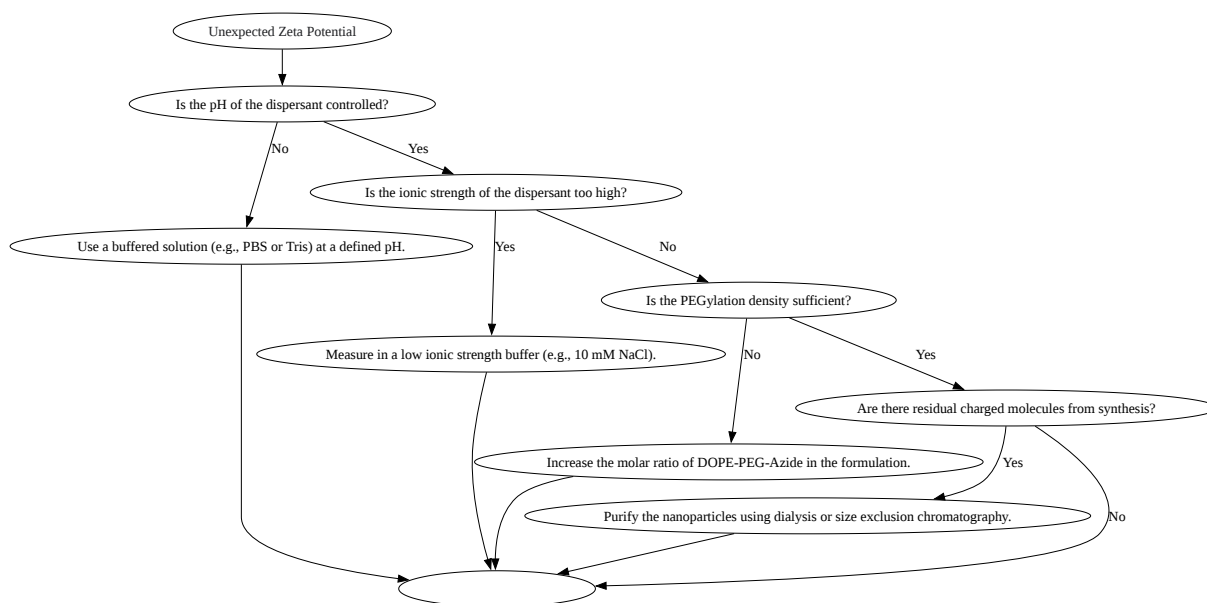 Unexpected Zeta Potential
Is the pH of the dispersant controlled?
No
Yes
Is the ionic strength of the dispersant too high?
Use a buffered solution (e.g., PBS or Tris) at a defined pH.
Yes
No
Is the PEGylation density sufficient?
Measure in a low ionic strength buffer (e.g., 10 mM NaCl).
No
Yes
Are there residual charged molecules from synthesis?
Increase the molar ratio of DOPE-PEG-Azide in the formulation.
Yes
Purify the nanoparticles using dialysis or size exclusion chromatography.
No